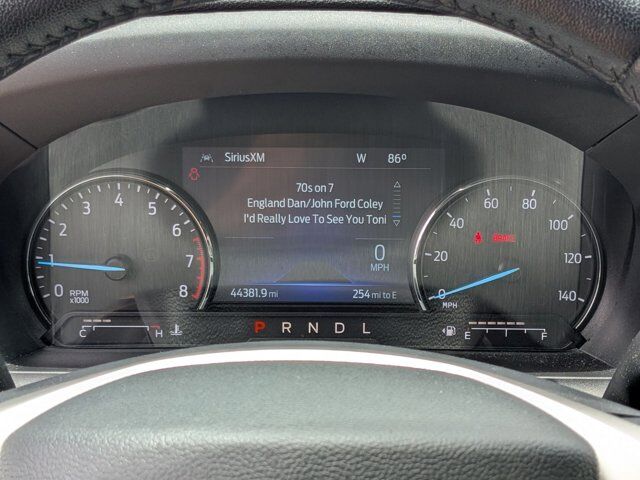 SiriusXM W 86°
70s on 7
England Dan/John Ford Coley
I'd Really Love To See You Toni
0
MPH
44381.9 mi 254 mi to E
0 1 2 3 4 5 6 7 8
RPM
x1000
0 20 40 60 80 100 120 140
MPH
BRAKE
C H
P R N D L
E F